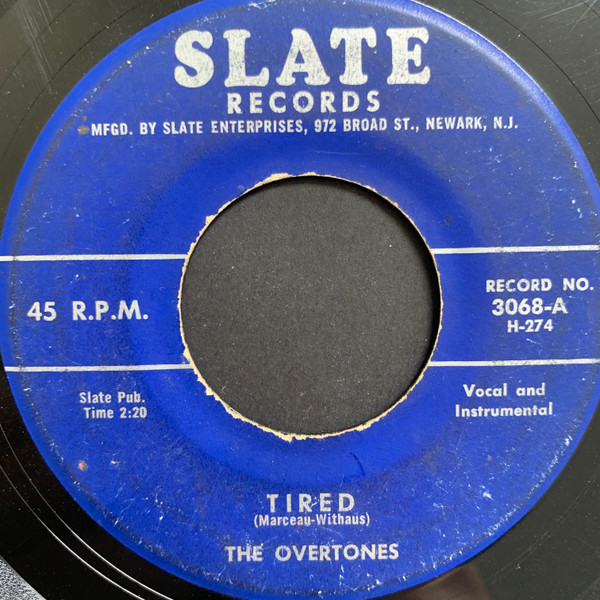 SLATE
RECORDS
MFGD. BY SLATE ENTERPRISES, 972 BROAD ST., NEWARK, N.J.
45 R.P.M.
RECORD NO.
3068-A
H-274
Slate Pub.
Time 2:20
Vocal and
Instrumental
TIRED
(Marceau-Withaus)
THE OVERTONES